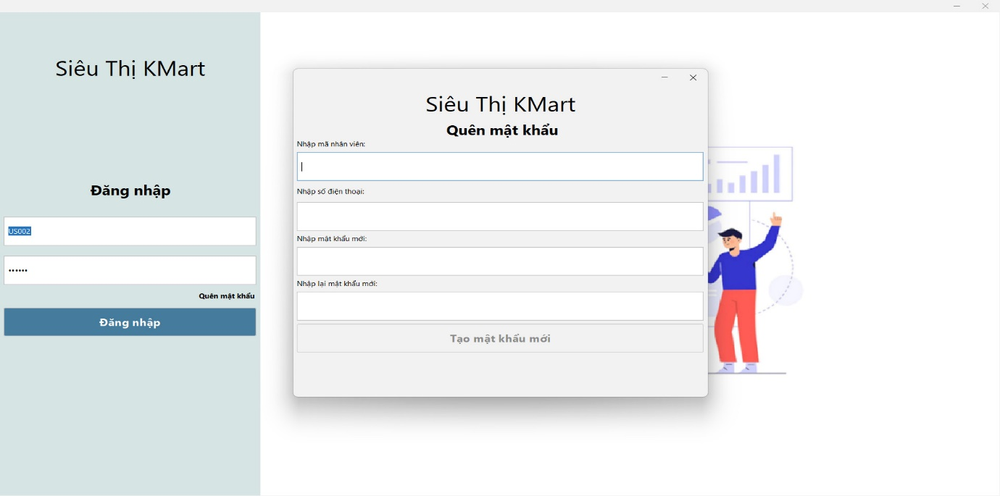 Siêu Thị KMart
Đăng nhập
US002
••••••
Quên mật khẩu
Đăng nhập
Siêu Thị KMart
Quên mật khẩu
Nhập mã nhân viên:
Nhập số điện thoại:
Nhập mật khẩu mới:
Nhập lại mật khẩu mới:
Tạo mật khẩu mới